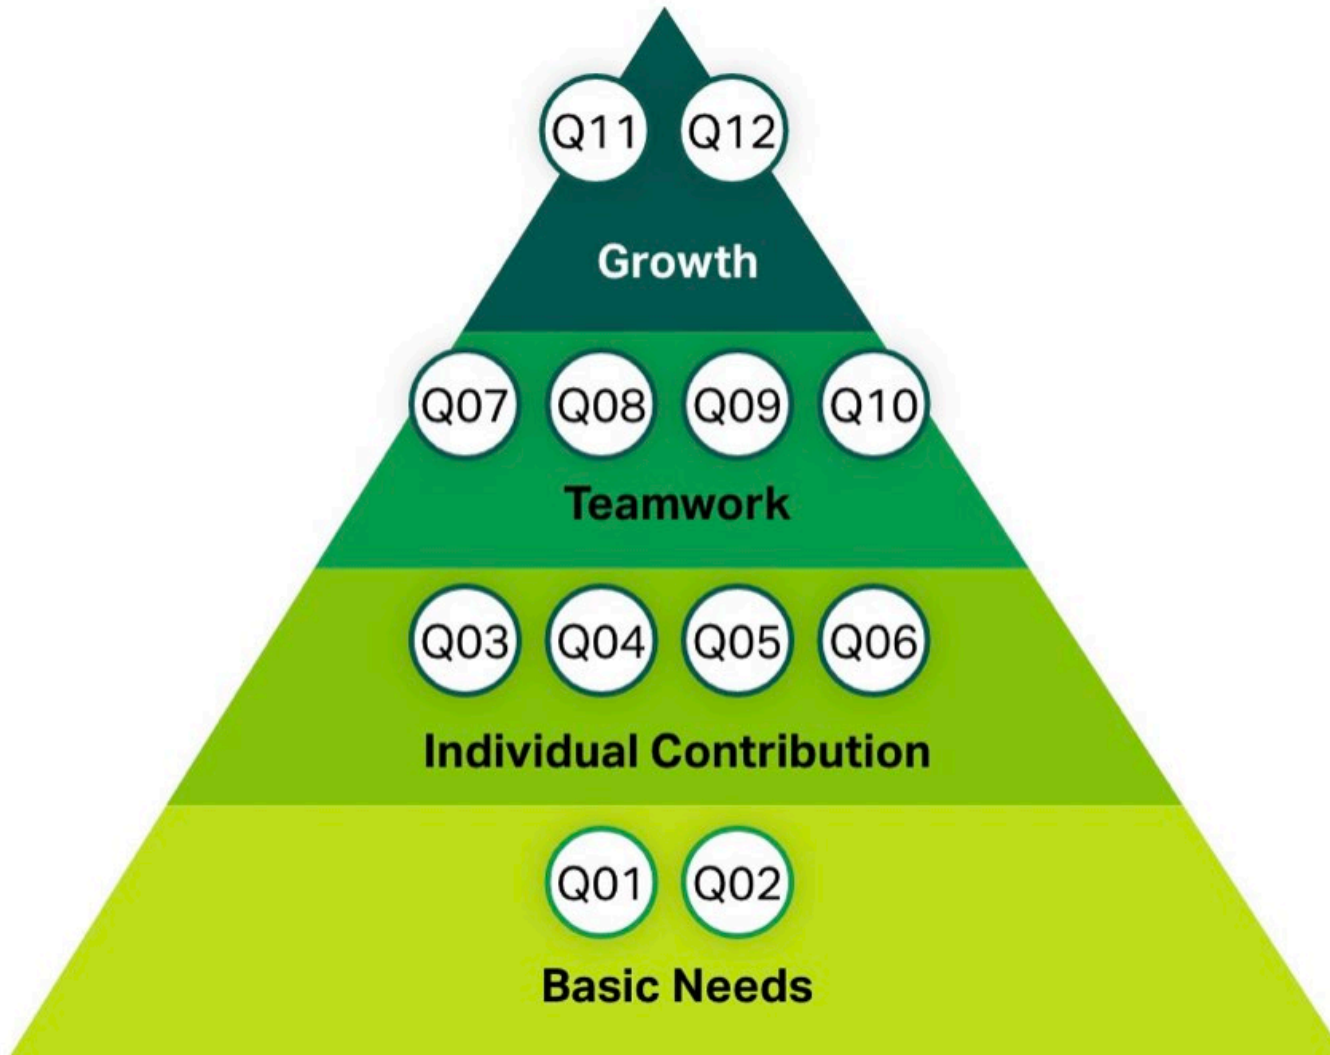 Q11 Q12
Growth
Q07 Q08 Q09 Q10
Teamwork
Q03 Q04 Q05 Q06
Individual Contribution
Q01 Q02
Basic Needs